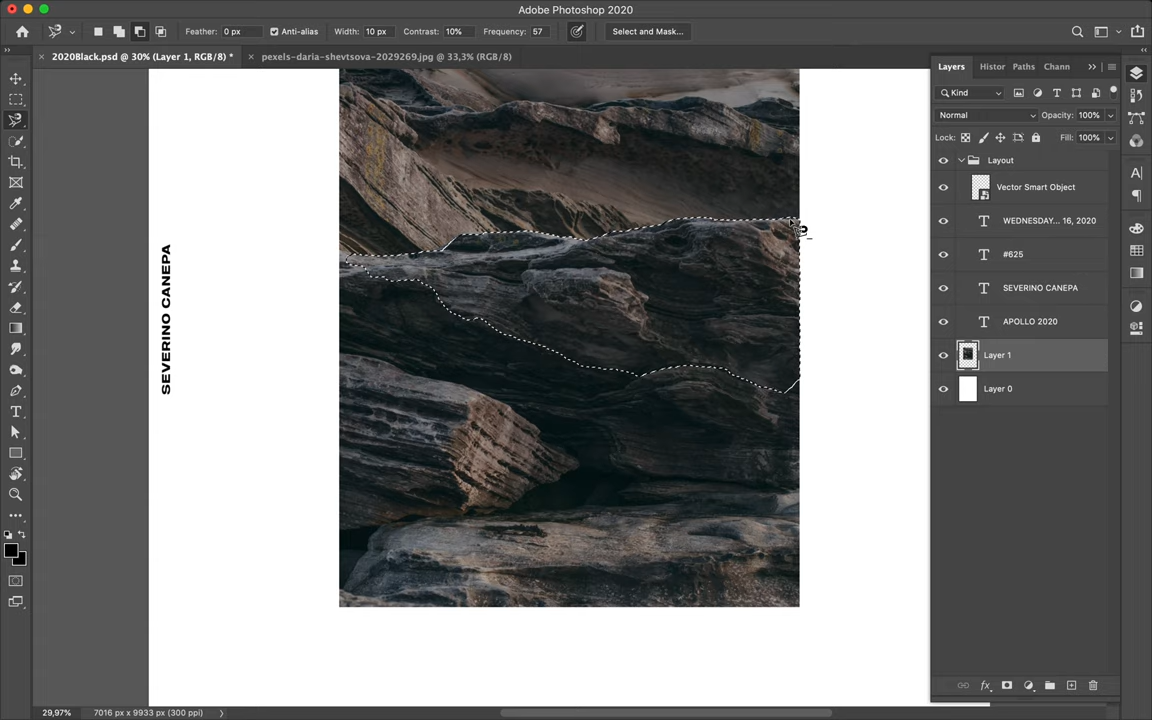 Adobe Photoshop 2020
Feather: 0 px
Anti-alias
Width: 10 px
Contrast: 10%
Frequency: 57
Select and Mask...
2020Black.psd @ 30% (Layer 1, RGB/8) *
pexels-daria-shevtsova-2029269.jpg @ 33,3% (RGB/8)
Layers
Histor
Paths
Chann
Kind
Normal
Opacity: 100%
Lock:
Fill: 100%
Layout
Vector Smart Object
WEDNESDAY... 16, 2020
#625
SEVERINO CANEPA
APOLLO 2020
Layer 1
Layer 0
SEVERINO CANEPA
29,97%
7016 px x 9933 px (300 ppi)